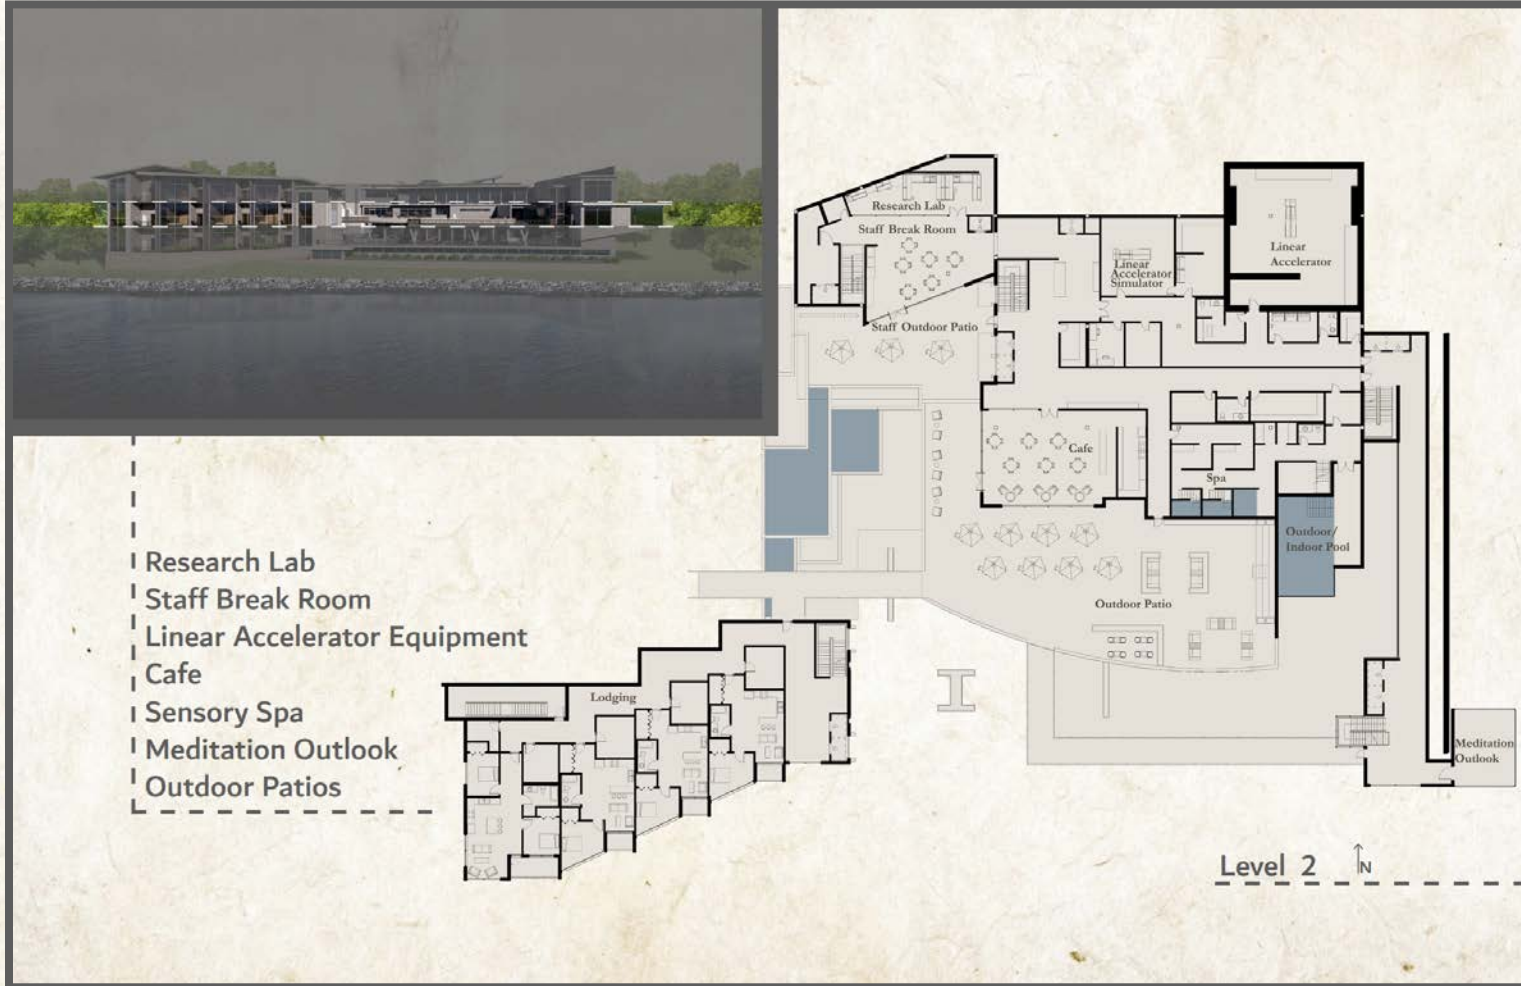 Research Lab
Staff Break Room
Linear
Accelerator
Simulator
Linear
Accelerator
Staff Outdoor Patio
Cafe
Spa
Outdoor/
Indoor Pool
Outdoor Patio
Lodging
Meditation
Outlook
Research Lab
Staff Break Room
Linear Accelerator Equipment
Cafe
Sensory Spa
Meditation Outlook
Outdoor Patios
Level 2
N